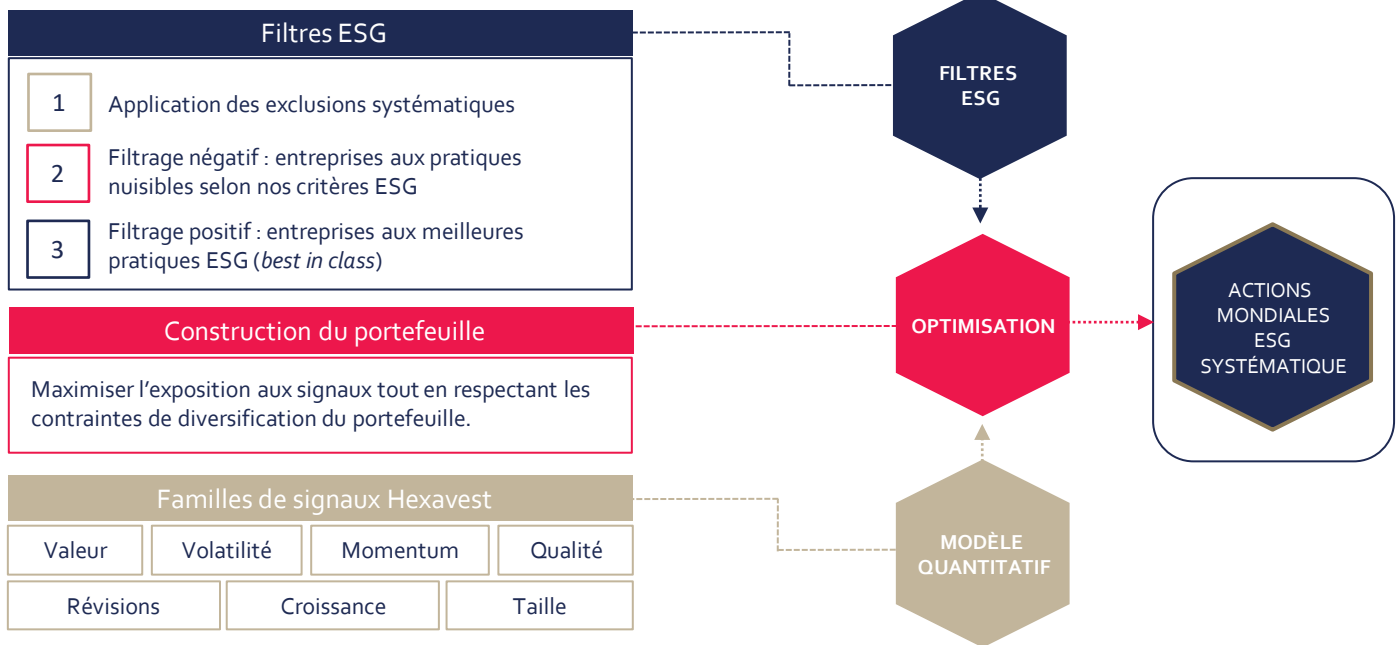 Filtres ESG
1
Application des exclusions systématiques
2
Filtrage négatif : entreprises aux pratiques
nuisibles selon nos critères ESG
3
Filtrage positif : entreprises aux meilleures
pratiques ESG (best in class)
Construction du portefeuille
Maximiser l'exposition aux signaux tout en respectant les
contraintes de diversification du portefeuille.
Familles de signaux Hexavest
Valeur
Volatilité
Momentum
Qualité
Révisions
Croissance
Taille
FILTRES
ESG
OPTIMISATION
MODÈLE
QUANTITATIF
ACTIONS
MONDIALES
ESG
SYSTÉMATIQUE